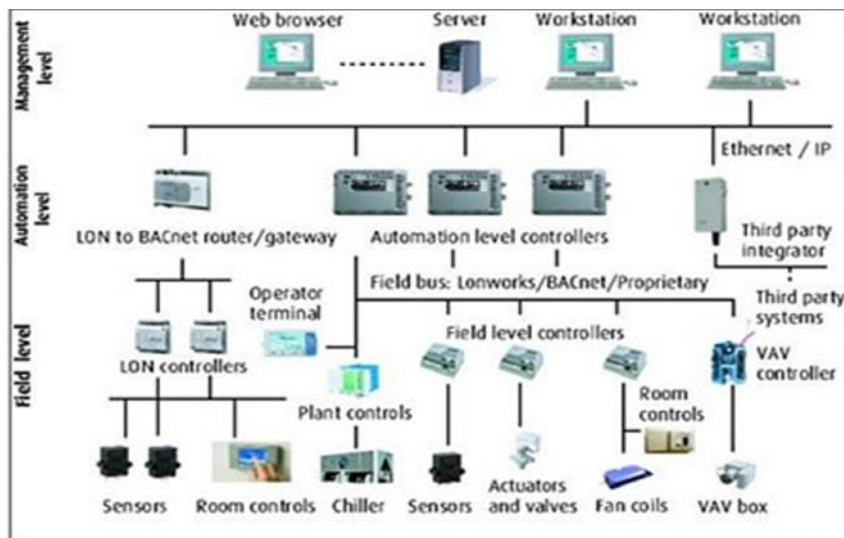 Management level
Web browser
Server
Workstation
Workstation
Ethernet / IP
Automation level
LON to BACnet router/gateway
Automation level controllers
Third party
integrator
Field bus: Lonworks/BACnet/Proprietary
Third party
systems
Field level
Operator
terminal
Field level controllers
LON controllers
VAV
controller
Plant controls
Room
controls
Sensors
Room controls
Chiller
Sensors
Actuators
and valves
Fan coils
VAV box